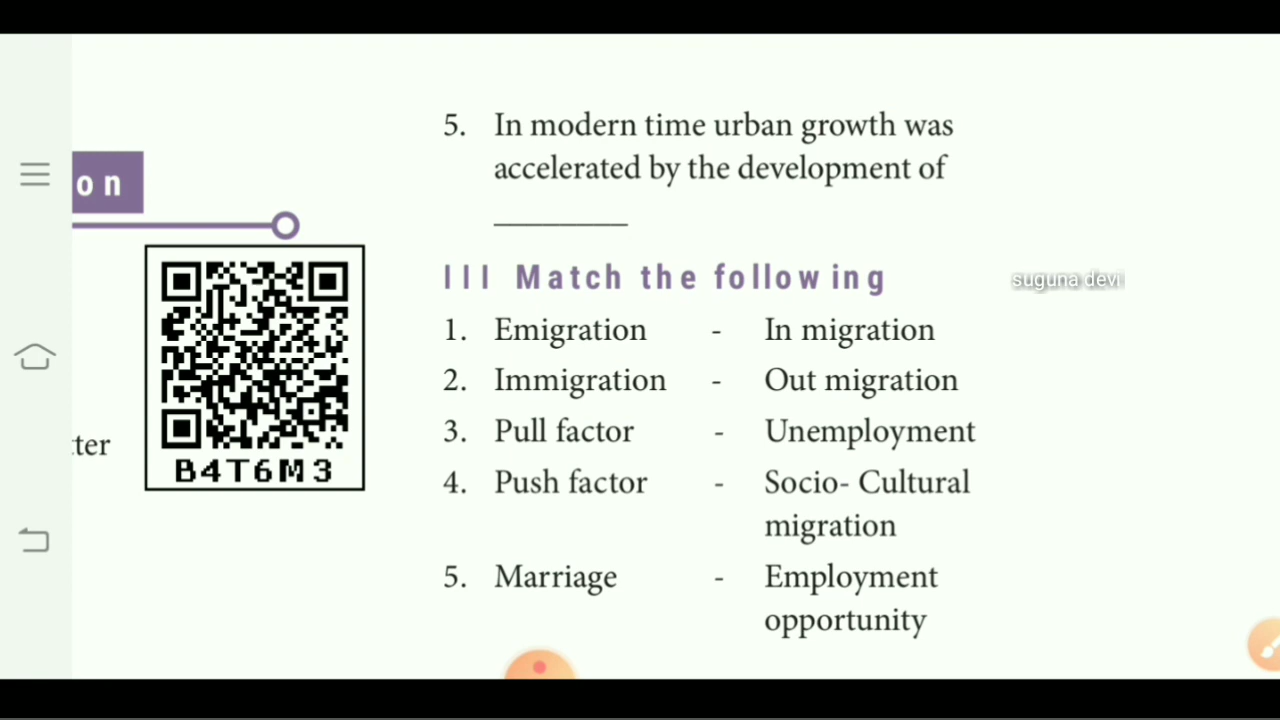 on
tter
B4T6M3
5. In modern time urban growth was
accelerated by the development of
__________
III Match the following
suguna devi
1. Emigration - In migration
2. Immigration - Out migration
3. Pull factor - Unemployment
4. Push factor - Socio- Cultural
migration
5. Marriage - Employment
opportunity